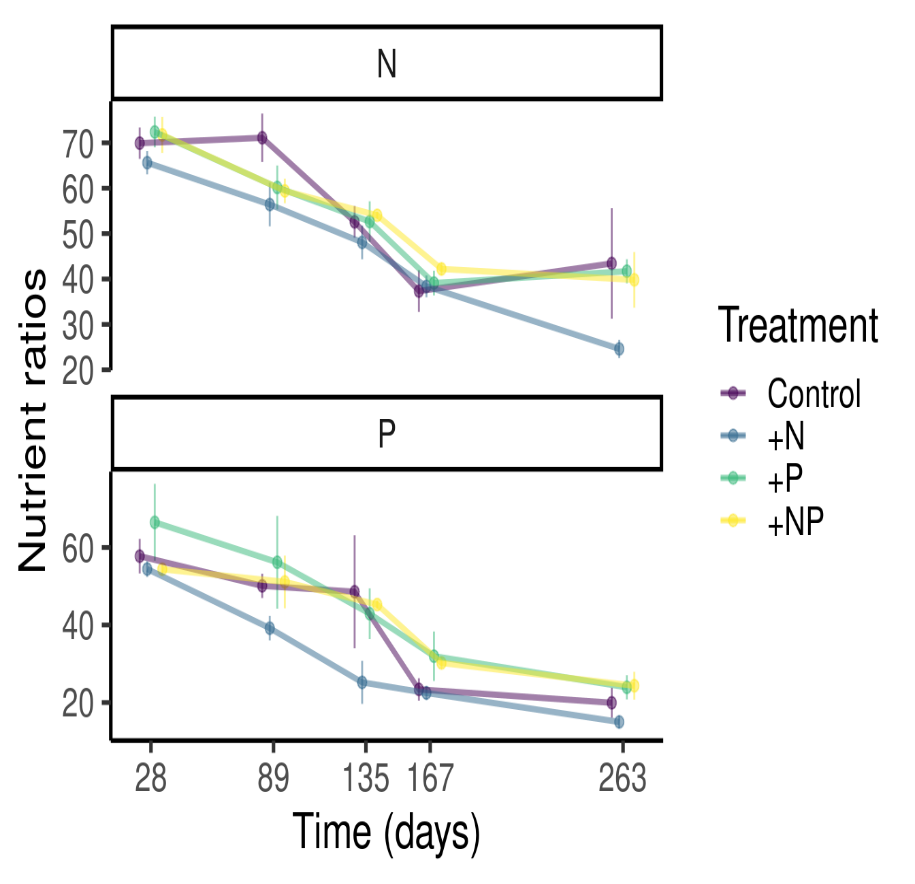 N
70
60
50
40
30
20
Nutrient ratios
P
60
40
20
28 89 135 167 263
Time (days)
Treatment
Control
+N
+P
+NP